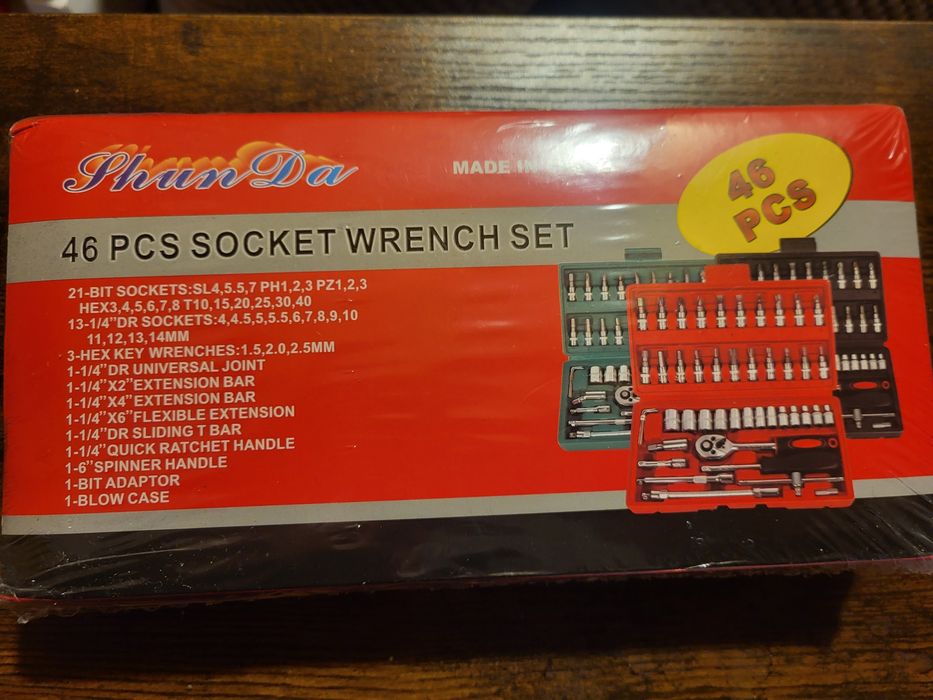 ShunDa
MADE IN
46
PCS
46 PCS SOCKET WRENCH SET
21-BIT SOCKETS:SL4,5.5,7 PH1,2,3 PZ1,2,3
HEX3,4,5,6,7,8 T10,15,20,25,30,40
13-1/4”DR SOCKETS:4,4.5,5,5.5,6,7,8,9,10
11,12,13,14MM
3-HEX KEY WRENCHES:1.5,2.0,2.5MM
1-1/4”DR UNIVERSAL JOINT
1-1/4”X2”EXTENSION BAR
1-1/4”X4”EXTENSION BAR
1-1/4”X6”FLEXIBLE EXTENSION
1-1/4”DR SLIDING T BAR
1-1/4”QUICK RATCHET HANDLE
1-6”SPINNER HANDLE
1-BIT ADAPTOR
1-BLOW CASE